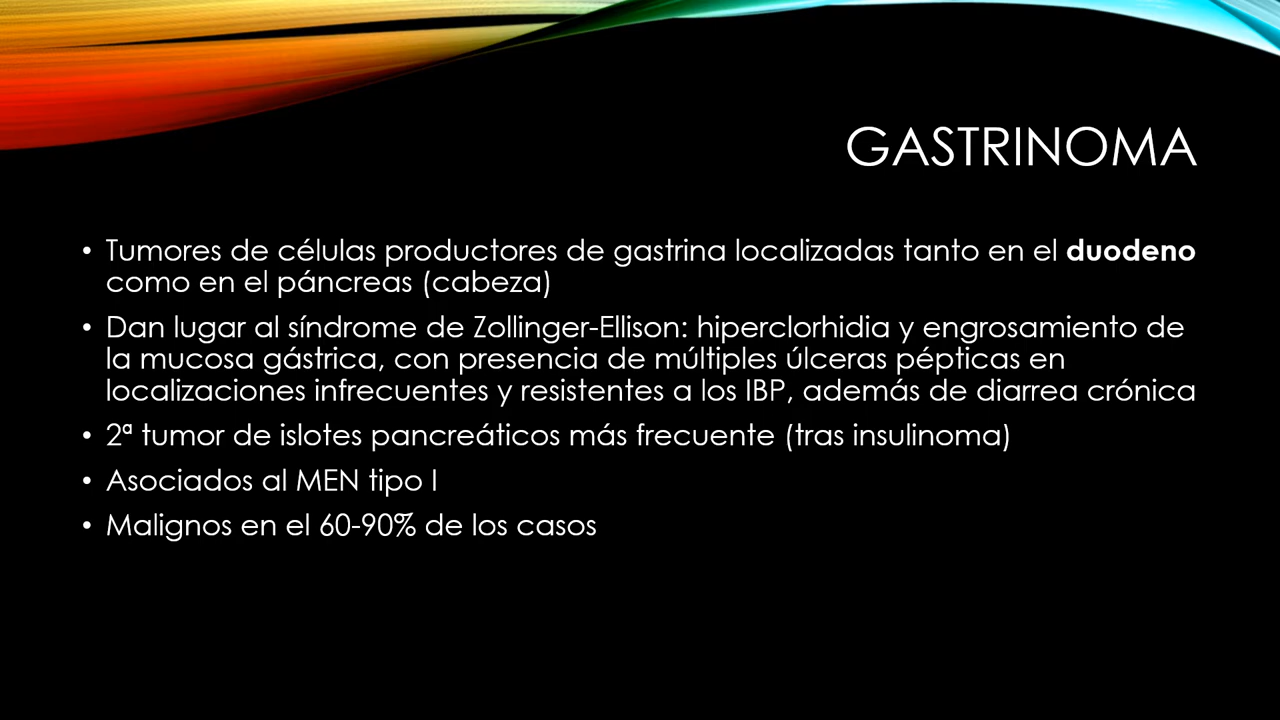 GASTRINOMA
• Tumores de células productores de gastrina localizadas tanto en el duodeno
como en el páncreas (cabeza)
• Dan lugar al síndrome de Zollinger-Ellison: hiperclorhidia y engrosamiento de
la mucosa gástrica, con presencia de múltiples úlceras pépticas en
localizaciones infrecuentes y resistentes a los IBP, además de diarrea crónica
• 2ª tumor de islotes pancreáticos más frecuente (tras insulinoma)
• Asociados al MEN tipo I
• Malignos en el 60-90% de los casos